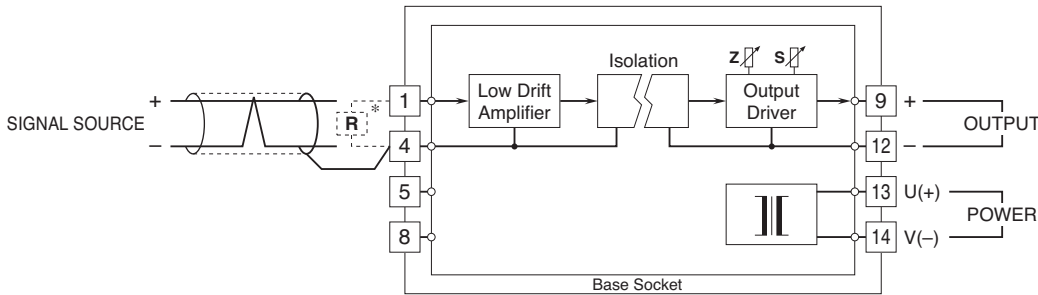 SIGNAL SOURCE
+
–
R
*
1
4
5
8
Low Drift
Amplifier
Isolation
Z
S
Output
Driver
9
12
13
14
+
–
U(+)
V(–)
OUTPUT
POWER
Base Socket